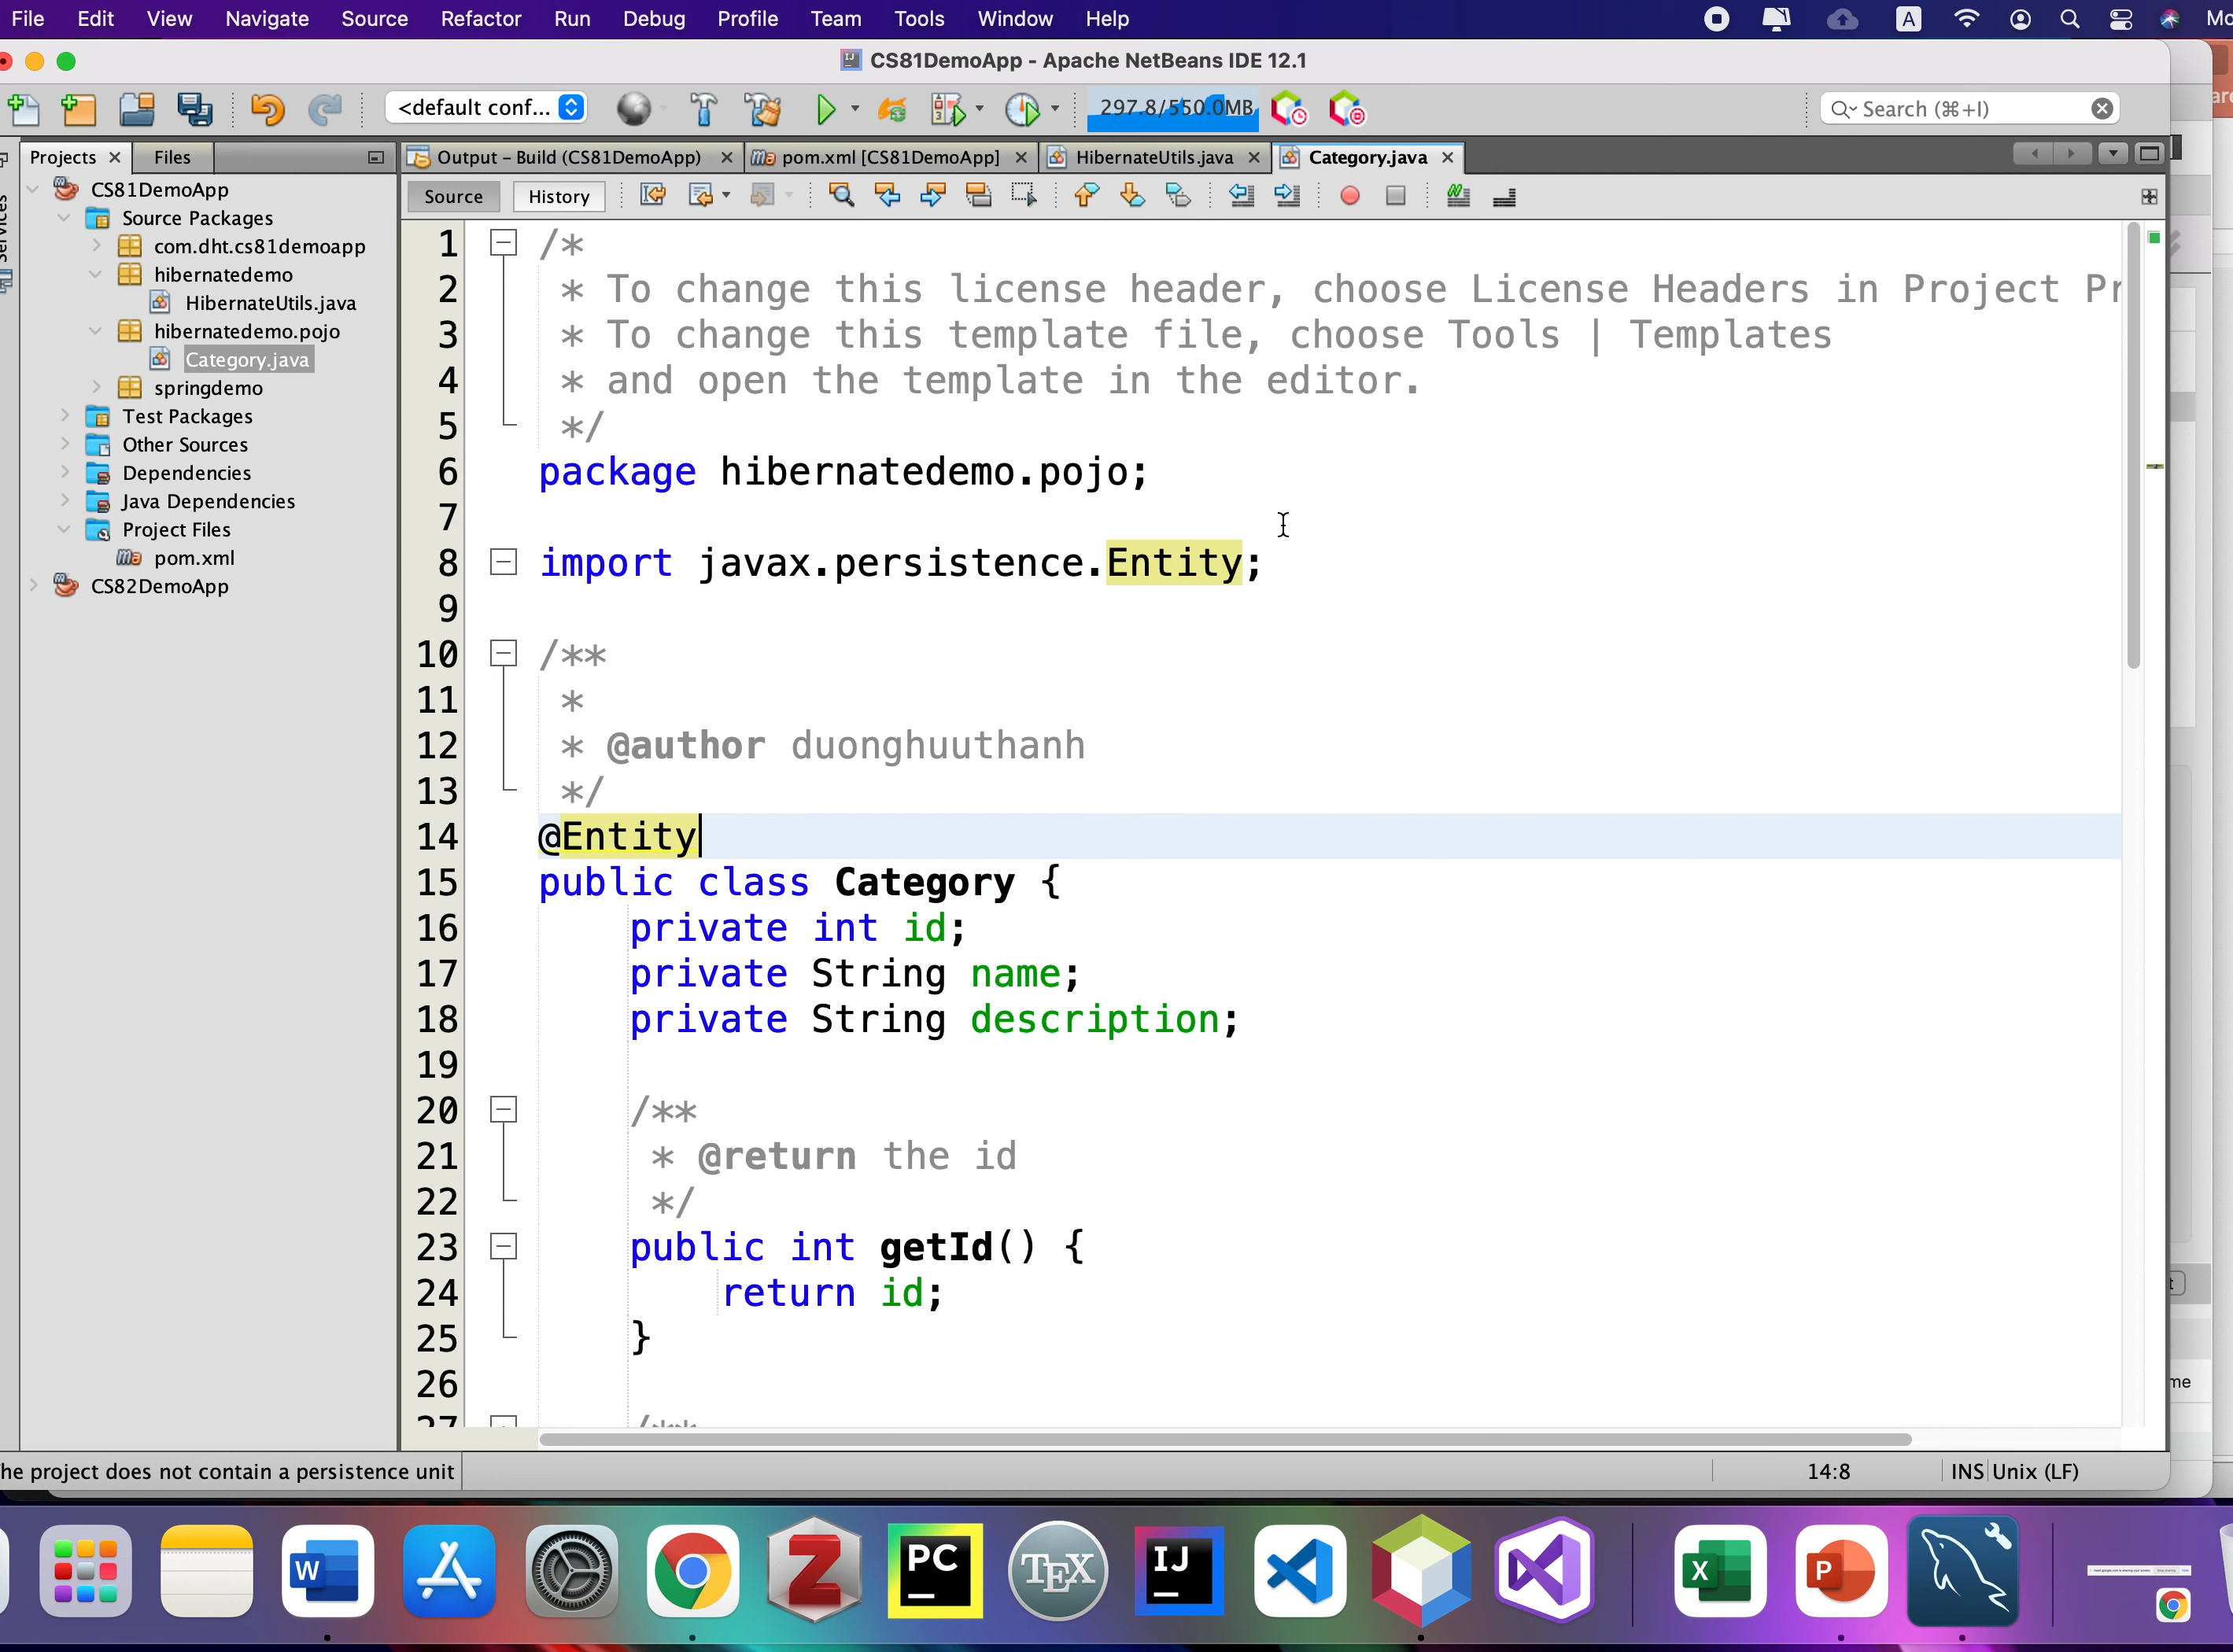 File Edit View Navigate Source Refactor Run Debug Profile Team Tools Window Help
A
CS81DemoApp - Apache NetBeans IDE 12.1
<default conf...
297.8/550.0MB
Search (⌘+I)
Projects
Files
Output – Build (CS81DemoApp)
pom.xml [CS81DemoApp]
HibernateUtils.java
Category.java
Source
History
CS81DemoApp
Source Packages
com.dht.cs81demoapp
hibernatedemo
HibernateUtils.java
hibernatedemo.pojo
Category.java
springdemo
Test Packages
Other Sources
Dependencies
Java Dependencies
Project Files
pom.xml
CS82DemoApp
1 /*
2 * To change this license header, choose License Headers in Project Pr
3 * To change this template file, choose Tools | Templates
4 * and open the template in the editor.
5 */
6 package hibernatedemo.pojo;
7
8 import javax.persistence.Entity;
9
10 /**
11 *
12 * @author duonghuuthanh
13 */
14 @Entity
15 public class Category {
16 private int id;
17 private String name;
18 private String description;
19
20 /**
21 * @return the id
22 */
23 public int getId() {
24 return id;
25 }
26
27 /**
he project does not contain a persistence unit
14:8
INS
Unix (LF)
W
Z
PC
TEX
IJ
X
P